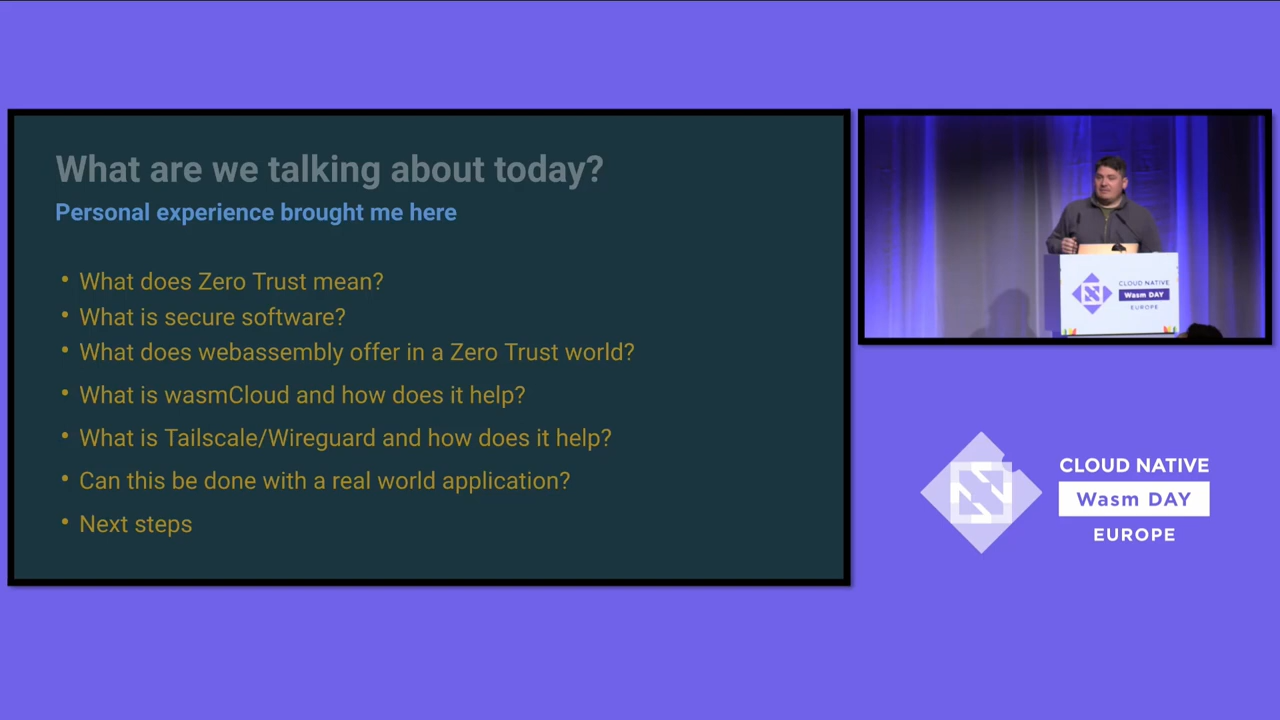 What are we talking about today?
Personal experience brought me here
• What does Zero Trust mean?
• What is secure software?
• What does webassembly offer in a Zero Trust world?
• What is wasmCloud and how does it help?
• What is Tailscale/Wireguard and how does it help?
• Can this be done with a real world application?
• Next steps
CLOUD NATIVE
Wasm DAY
EUROPE
CLOUD NATIVE
Wasm DAY
EUROPE